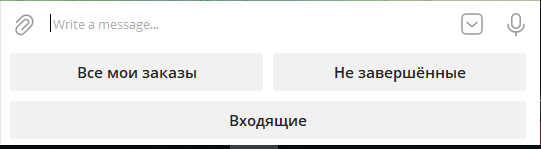 Write a message...
Все мои заказы
Не завершённые
Входящие